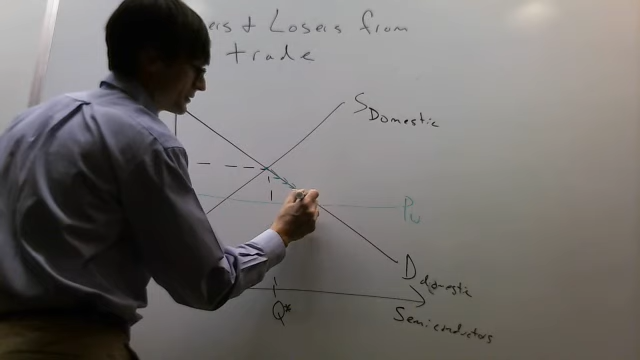 ers & Losers from
trade
S Domestic
Pw
D domestic
Q*
Semiconductors